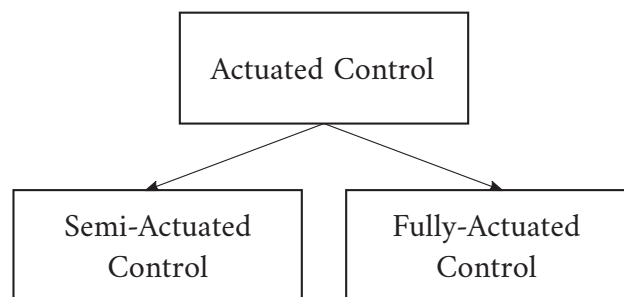 Actuated Control
Semi-Actuated
Control
Fully-Actuated
Control